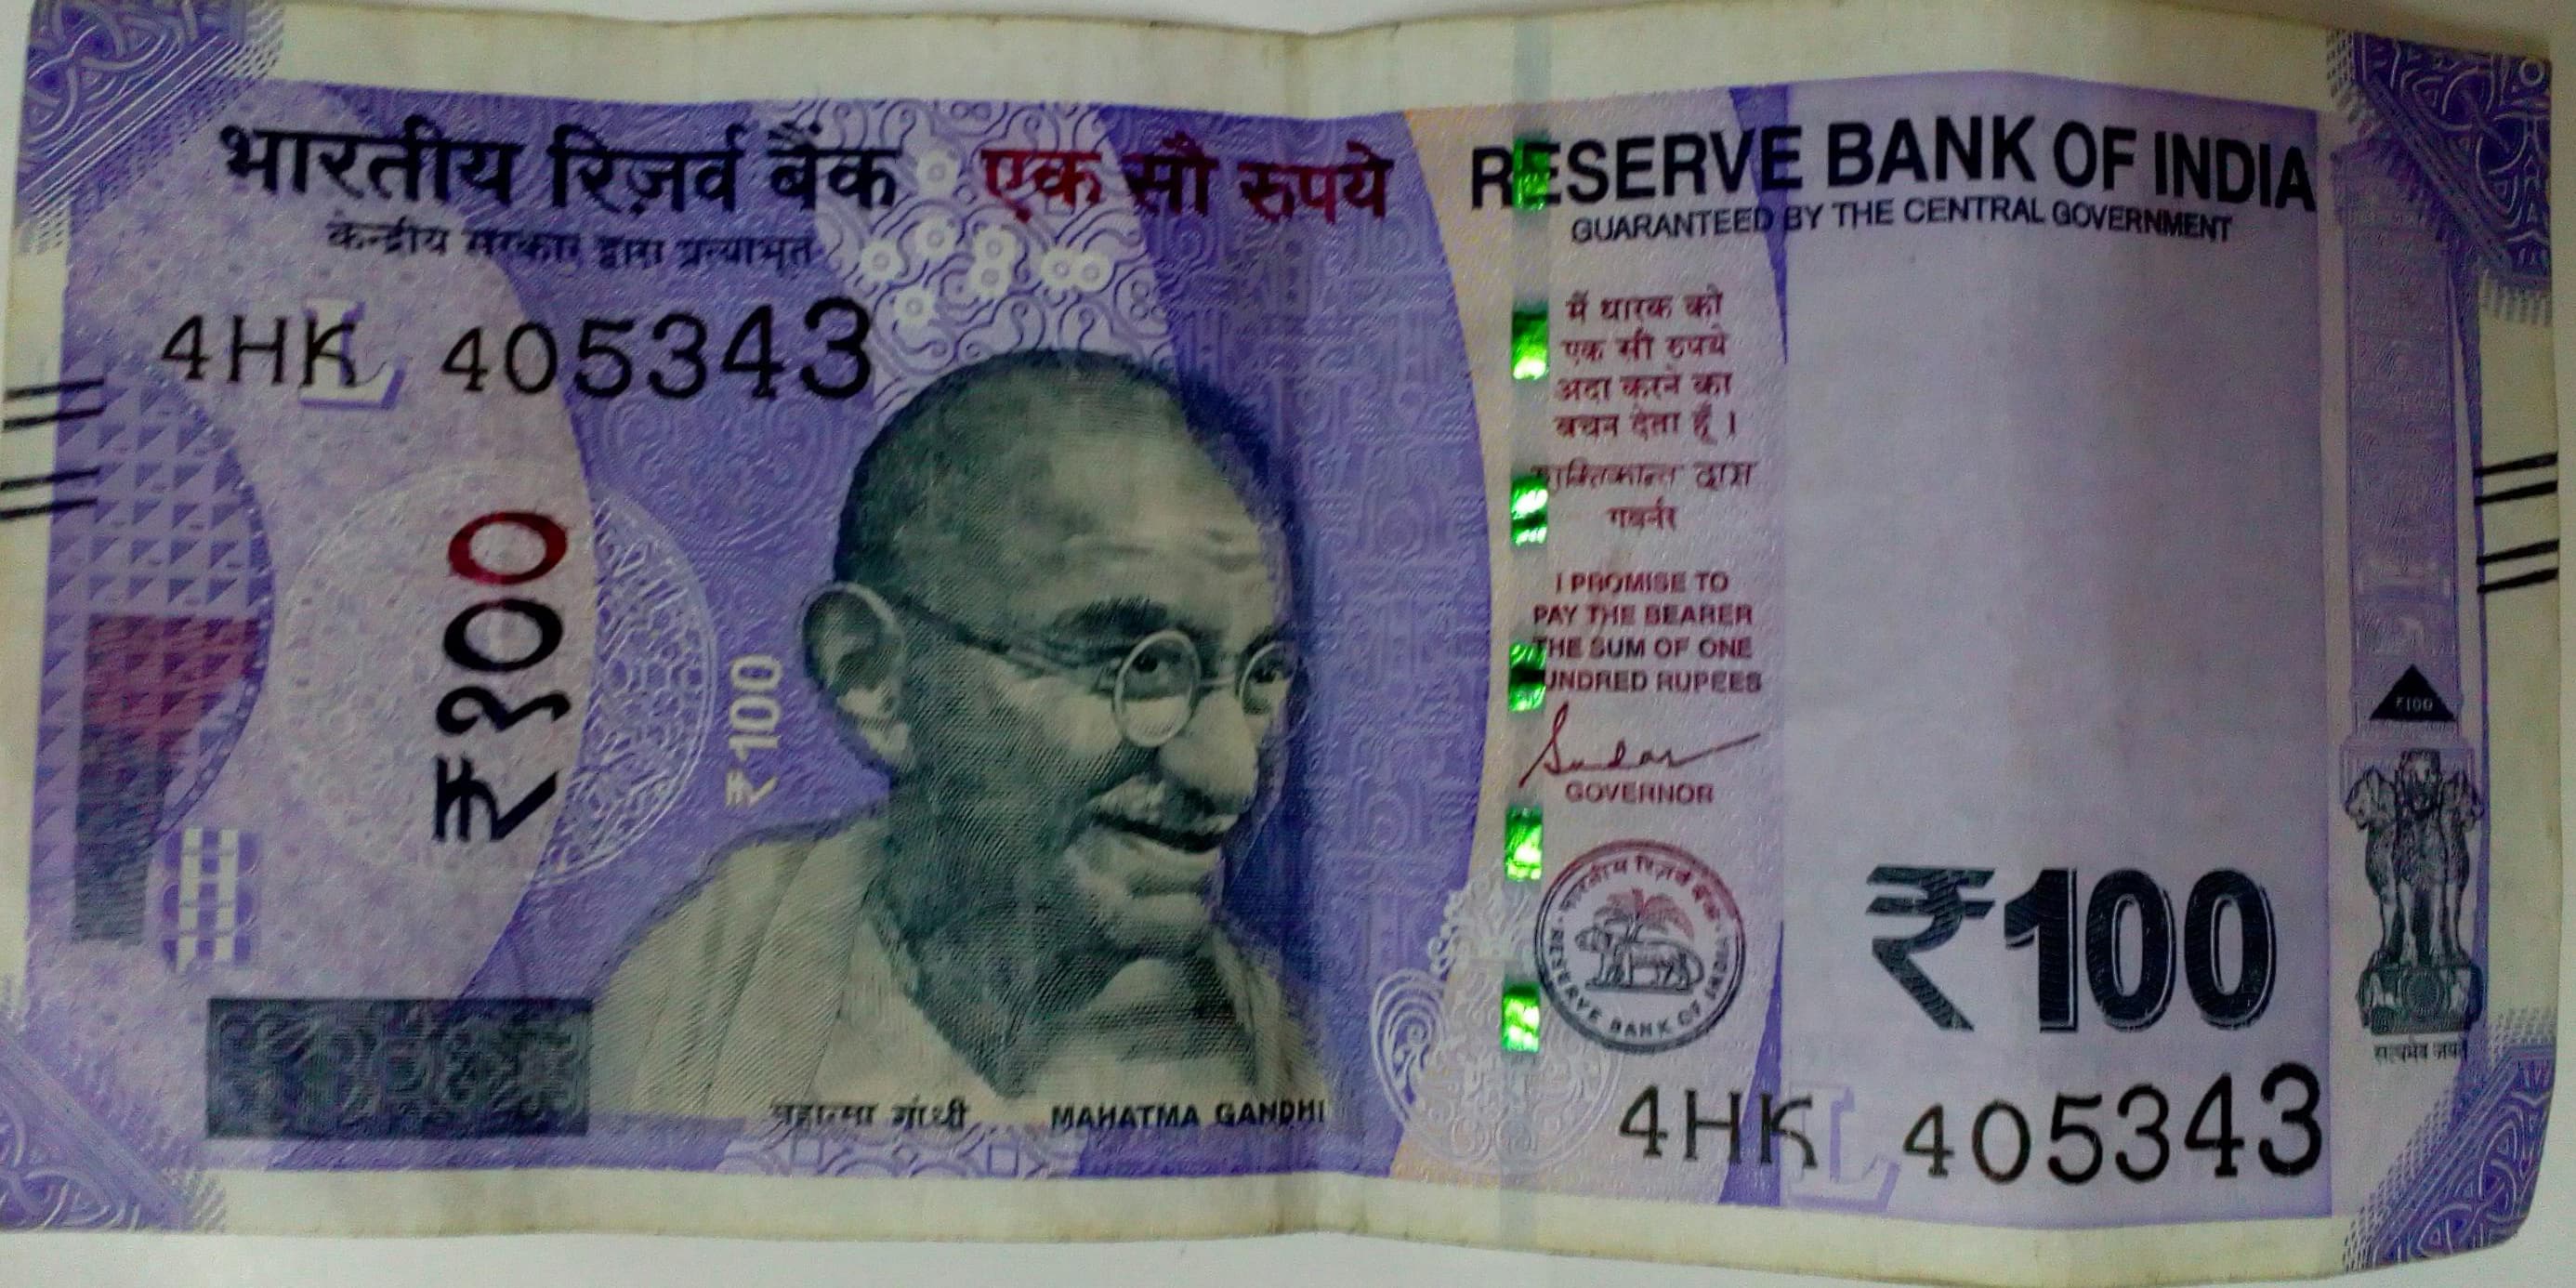 भारतीय रिज़र्व बैंक
एक सौ रुपये
केन्द्रीय सरकार द्वारा प्रत्याभूत
4HK L 405343
₹१००
₹100
महात्मा गांधी MAHATMA GANDHI
RESERVE BANK OF INDIA
GUARANTEED BY THE CENTRAL GOVERNMENT
मैं धारक को
एक सौ रुपये
अदा करने का
वचन देता हूँ ।
शक्तिकान्त दास
गवर्नर
I PROMISE TO
PAY THE BEARER
THE SUM OF ONE
HUNDRED RUPEES
GOVERNOR
भारतीय रिज़र्व बैंक
RESERVE BANK OF INDIA
₹100
₹100
सत्यमेव जयते
4HK L 405343